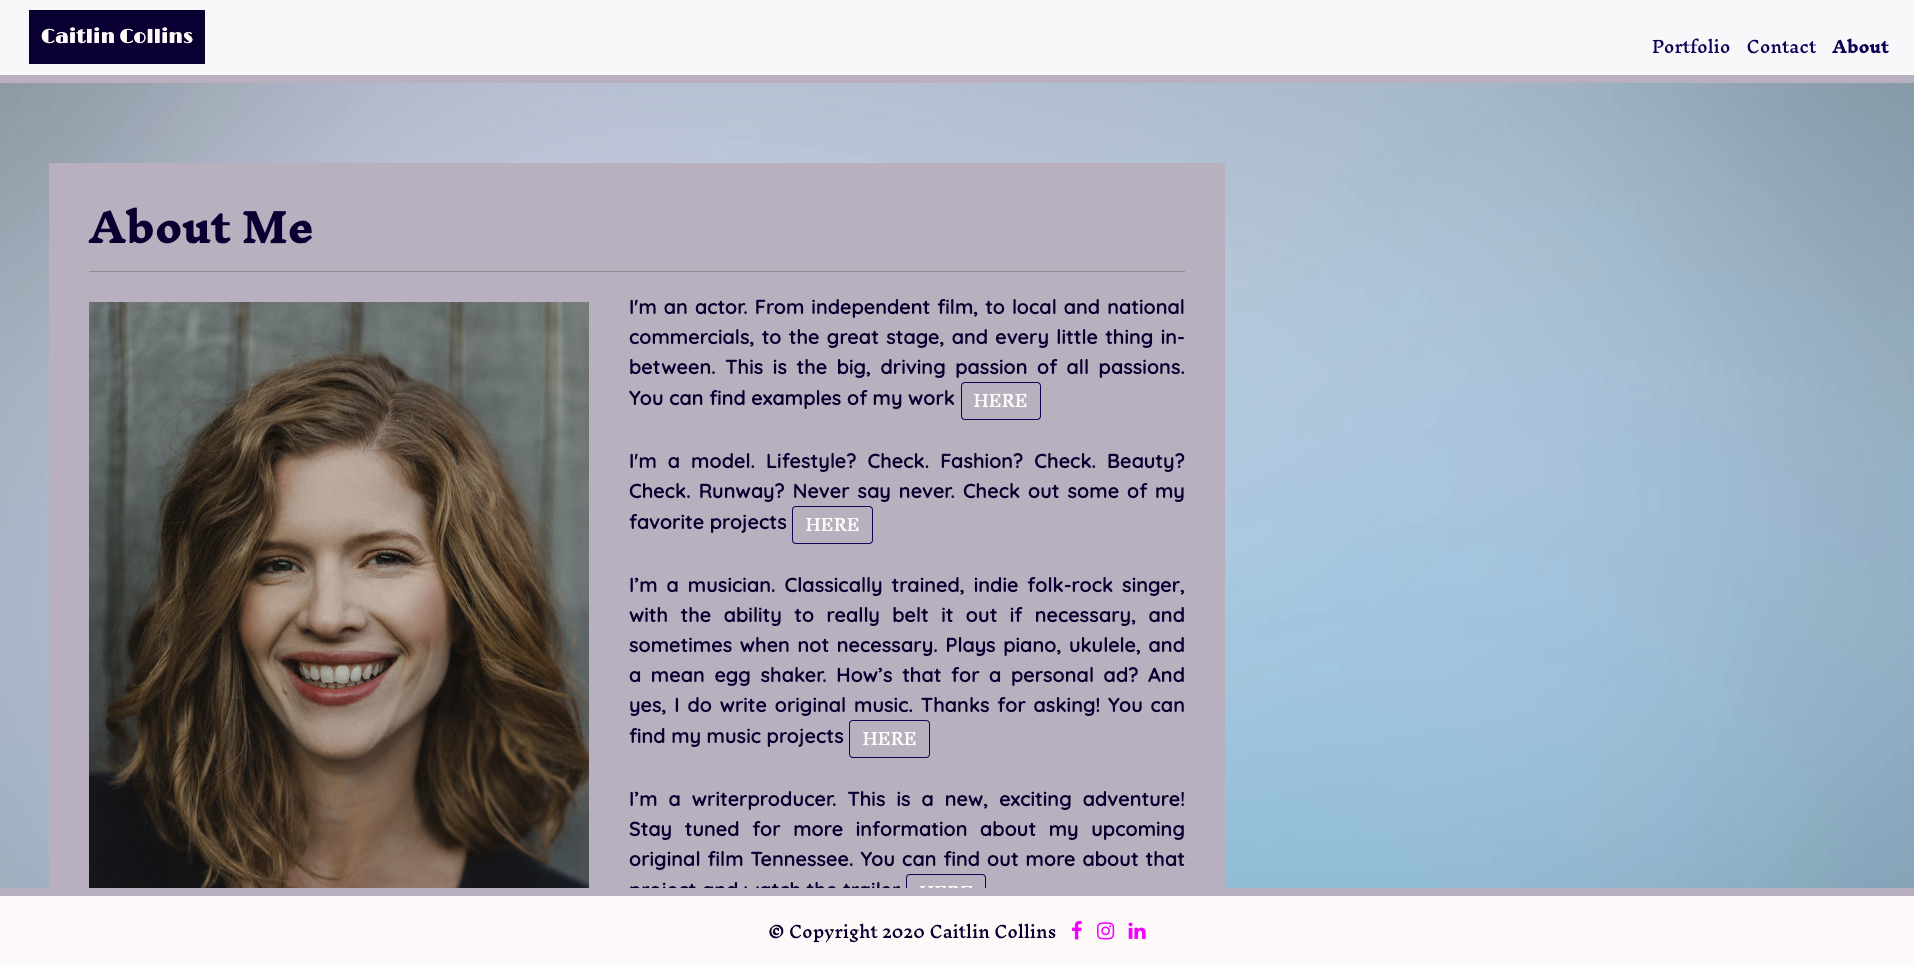 Caitlin Collins
Portfolio Contact About
About Me
I'm an actor. From independent film, to local and national
commercials, to the great stage, and every little thing in-
between. This is the big, driving passion of all passions.
You can find examples of my work HERE
I'm a model. Lifestyle? Check. Fashion? Check. Beauty?
Check. Runway? Never say never. Check out some of my
favorite projects HERE
I’m a musician. Classically trained, indie folk-rock singer,
with the ability to really belt it out if necessary, and
sometimes when not necessary. Plays piano, ukulele, and
a mean egg shaker. How’s that for a personal ad? And
yes, I do write original music. Thanks for asking! You can
find my music projects HERE
I’m a writerproducer. This is a new, exciting adventure!
Stay tuned for more information about my upcoming
original film Tennessee. You can find out more about that
project and watch the trailer HERE
© Copyright 2020 Caitlin Collins